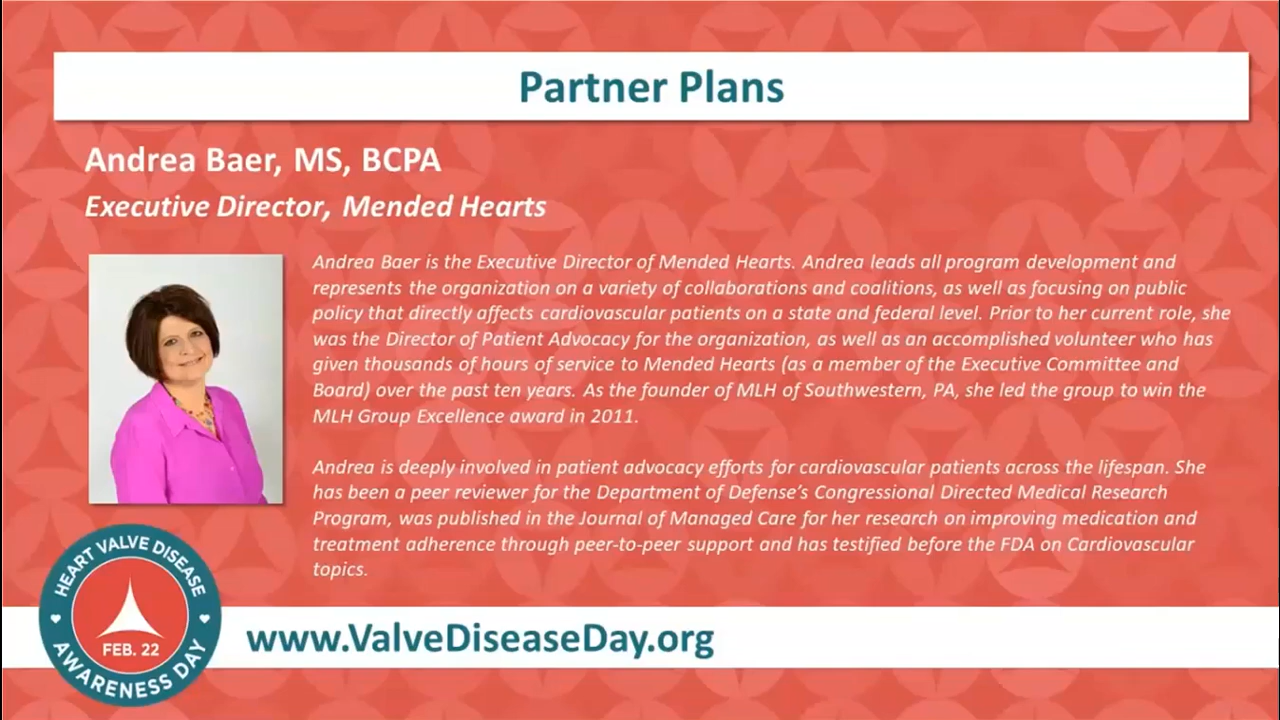 Partner Plans
Andrea Baer, MS, BCPA
Executive Director, Mended Hearts
Andrea Baer is the Executive Director of Mended Hearts. Andrea leads all program development and
represents the organization on a variety of collaborations and coalitions, as well as focusing on public
policy that directly affects cardiovascular patients on a state and federal level. Prior to her current role, she
was the Director of Patient Advocacy for the organization, as well as an accomplished volunteer who has
given thousands of hours of service to Mended Hearts (as a member of the Executive Committee and
Board) over the past ten years. As the founder of MLH of Southwestern, PA, she led the group to win the
MLH Group Excellence award in 2011.
Andrea is deeply involved in patient advocacy efforts for cardiovascular patients across the lifespan. She
has been a peer reviewer for the Department of Defense’s Congressional Directed Medical Research
Program, was published in the Journal of Managed Care for her research on improving medication and
treatment adherence through peer-to-peer support and has testified before the FDA on Cardiovascular
topics.
HEART VALVE DISEASE
FEB. 22
AWARENESS DAY
www.ValveDiseaseDay.org